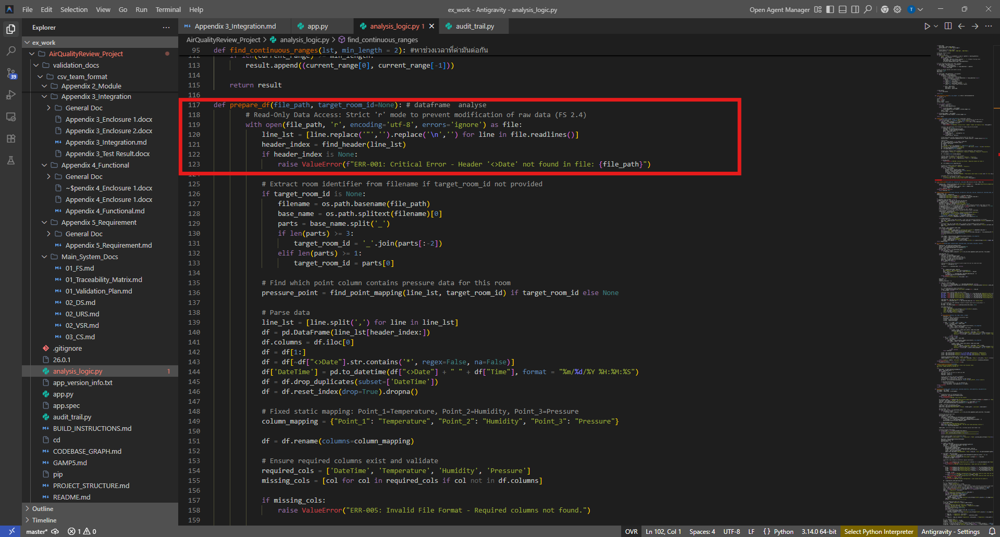 File Edit Selection View Go Run Terminal Help
ex_work - Antigravity - analysis_logic.py
Open Agent Manager
T
Explorer
Appendix 3_Integration.md
app.py
analysis_logic.py 1
audit_trail.py
ex_work
AirQualityReview_Project
validation_docs
csv_team_format
Appendix 2_Module
Appendix 3_Integration
General Doc
Appendix 3_Enclosure 1.docx
Appendix 3_Enclosure 2.docx
Appendix 3_Integration.md
Appendix 3_Test Result.docx
Appendix 4_Functional
General Doc
~$pendix 4_Enclosure 1.docx
Appendix 4_Enclosure 1.docx
Appendix 4_Functional.md
Appendix 5_Requirement
General Doc
Appendix 5_Requirement.md
Main_System_Docs
01_FS.md
01_Traceability_Matrix.md
01_Validation_Plan.md
02_DS.md
02_URS.md
02_VSR.md
03_CS.md
.gitignore
26.0.1
analysis_logic.py 1
app_version_info.txt
app.py
app.spec
audit_trail.py
BUILD_INSTRUCTIONS.md
cd
CODEBASE_GRAPH.md
GAMP5.md
pip
PROJECT_STRUCTURE.md
README.md
Outline
Timeline
39
AirQualityReview_Project > analysis_logic.py > find_continuous_ranges
95 def find_continuous_ranges(lst, min_length = 2): #หาช่วงเวลาที่ค่ามันต่อกัน
112 if len(current_range) >= min_length:
113 result.append((current_range[0], current_range[-1]))
114
115 return result
116
117 def prepare_df(file_path, target_room_id=None): # dataframe  analyse
118 # Read-Only Data Access: Strict 'r' mode to prevent modification of raw data (FS 2.4)
119 with open(file_path, 'r', encoding='utf-8', errors='ignore') as file:
120 line_lst = [line.replace('"','').replace('\n','') for line in file.readlines()]
121 header_index = find_header(line_lst)
122 if header_index is None:
123 raise ValueError(f"ERR-001: Critical Error - Header '<>Date' not found in file: {file_path}")
124
125 # Extract room identifier from filename if target_room_id not provided
126 if target_room_id is None:
127 filename = os.path.basename(file_path)
128 base_name = os.path.splitext(filename)[0]
129 parts = base_name.split('_')
130 if len(parts) >= 3:
131 target_room_id = '_'.join(parts[:-2])
132 elif len(parts) >= 1:
133 target_room_id = parts[0]
134
135 # Find which point column contains pressure data for this room
136 pressure_point = find_point_mapping(line_lst, target_room_id) if target_room_id else None
137
138 # Parse data
139 line_lst = [line.split(',') for line in line_lst]
140 df = pd.DataFrame(line_lst[header_index:])
141 df.columns = df.iloc[0]
142 df = df[1:]
143 df = df[~df["<>Date"].str.contains('*', regex=False, na=False)]
144 df['DateTime'] = pd.to_datetime(df["<>Date"] + " " + df["Time"], format = "%m/%d/%Y %H:%M:%S")
145 df = df.drop_duplicates(subset=['DateTime'])
146 df = df.reset_index(drop=True).dropna()
147
148 # Fixed static mapping: Point_1=Temperature, Point_2=Humidity, Point_3=Pressure
149 column_mapping = {"Point_1": "Temperature", "Point_2": "Humidity", "Point_3": "Pressure"}
150
151 df = df.rename(columns=column_mapping)
152
153 # Ensure required columns exist and validate
154 required_cols = ['DateTime', 'Temperature', 'Humidity', 'Pressure']
155 missing_cols = [col for col in required_cols if col not in df.columns]
156
157 if missing_cols:
158 raise ValueError("ERR-005: Invalid File Format - Required columns not found.")
159
master* 1 0
OVR Ln 102, Col 1 Spaces: 4 UTF-8 LF {} Python 3.14.0 64-bit Select Python Interpreter Antigravity - Settings